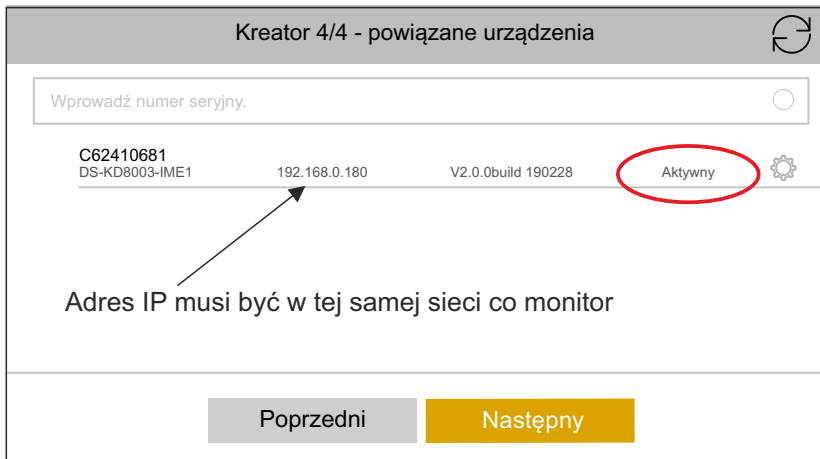 Kreator 4/4 - powiązane urządzenia
Wprowadź numer seryjny.
C62410681
DS-KD8003-IME1 192.168.0.180 V2.0.0build 190228 Aktywny
Adres IP musi być w tej samej sieci co monitor
Poprzedni Następny